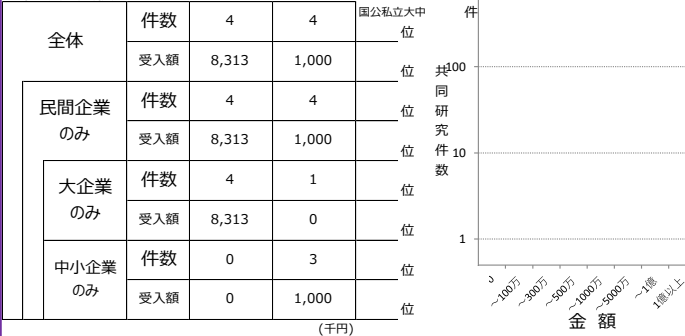 国公私立大中
全体 件数 4 4 位
受入額 8,313 1,000 位
民間企業のみ 件数 4 4 位
受入額 8,313 1,000 位
大企業のみ 件数 4 1 位
受入額 8,313 0 位
中小企業のみ 件数 0 3 位
受入額 0 1,000 位
(千円)
件
共同研究件数
100
10
1
0 ～100万 ～300万 ～500万 ～1000万 ～5000万 ～1億 1億以上
金 額